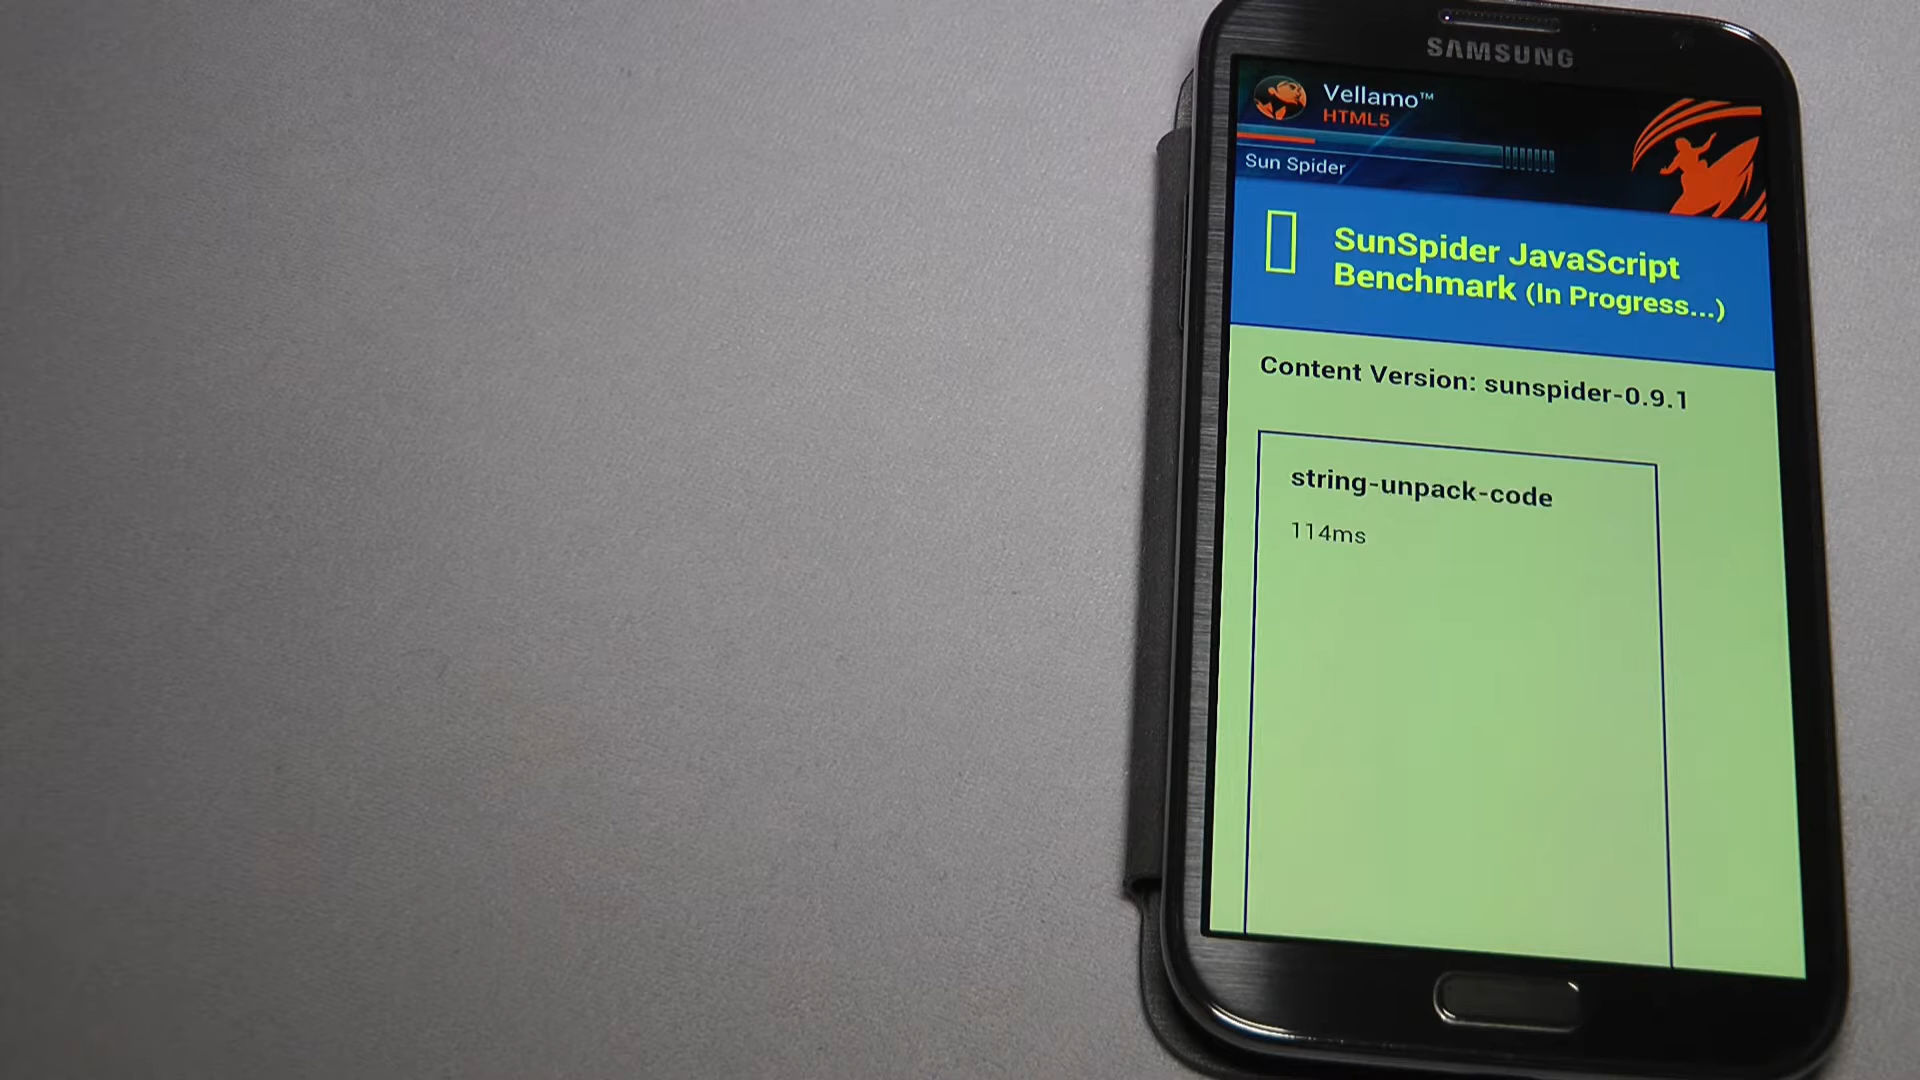 SAMSUNG
Vellamo™
HTML5
Sun Spider
SunSpider JavaScript
Benchmark (In Progress...)
Content Version: sunspider-0.9.1
string-unpack-code
114ms